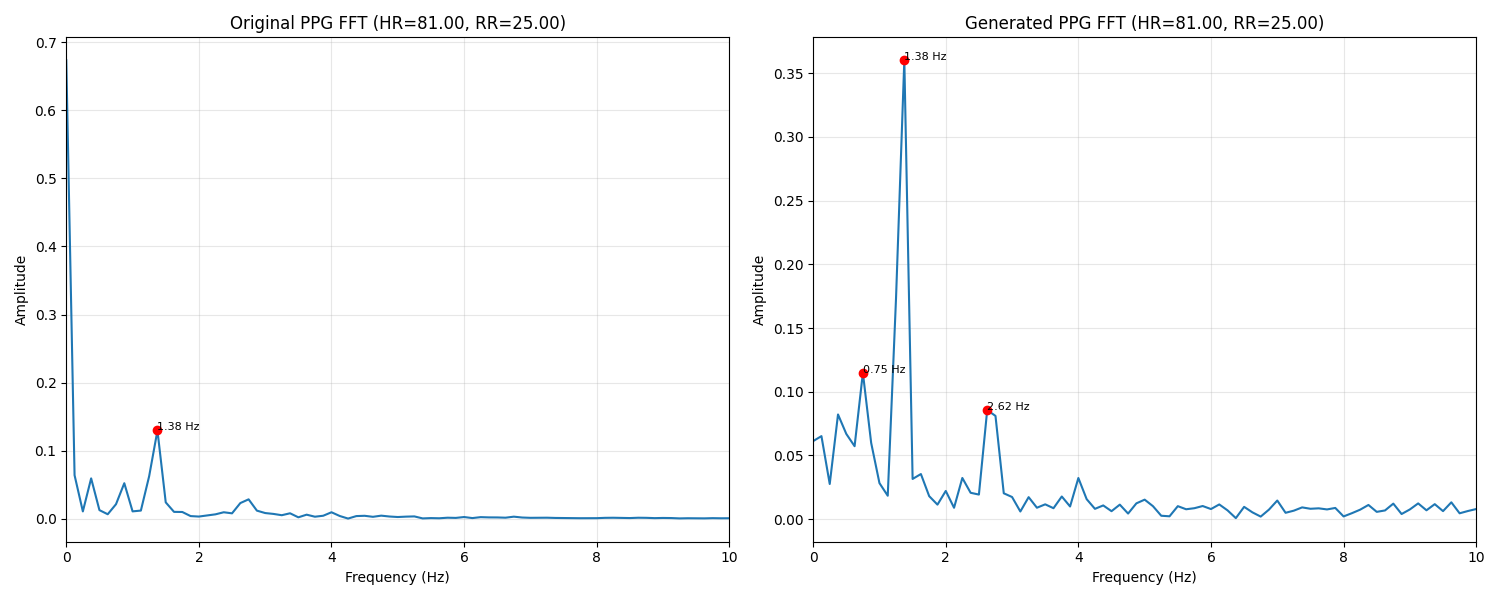 Original PPG FFT (HR=81.00, RR=25.00)
0.7
0.6
0.5
0.4
0.3
0.2
0.1
0.0
Amplitude
1.38 Hz
0
2
4
6
8
10
Frequency (Hz)
Generated PPG FFT (HR=81.00, RR=25.00)
0.35
0.30
0.25
0.20
0.15
0.10
0.05
0.00
Amplitude
1.38 Hz
0.75 Hz
2.62 Hz
0
2
4
6
8
10
Frequency (Hz)